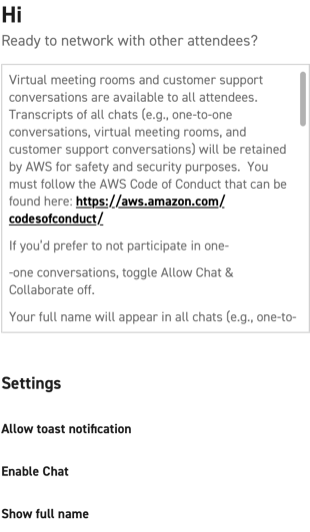 Hi
Ready to network with other attendees?
Virtual meeting rooms and customer support
conversations are available to all attendees.
Transcripts of all chats (e.g., one-to-one
conversations, virtual meeting rooms, and
customer support conversations) will be retained
by AWS for safety and security purposes.  You
must follow the AWS Code of Conduct that can be
found here: https://aws.amazon.com/
codesofconduct/
If you'd prefer to not participate in one-
-one conversations, toggle Allow Chat &
Collaborate off.
Your full name will appear in all chats (e.g., one-to-
Settings
Allow toast notification
Enable Chat
Show full name